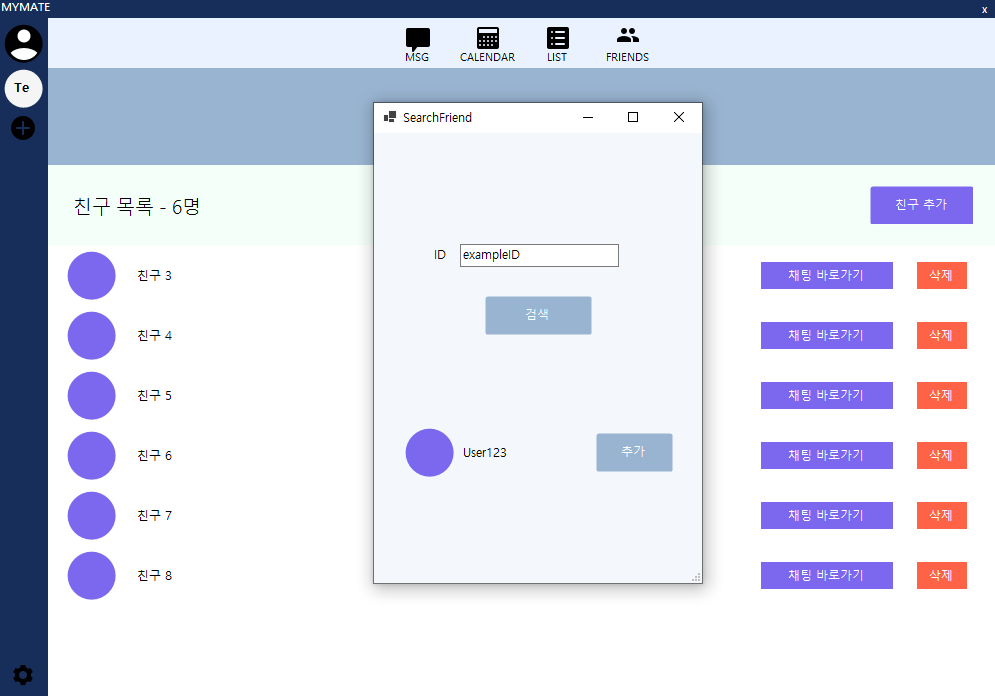 MYMATE
x
MSG
CALENDAR
LIST
FRIENDS
Te
SearchFriend
친구 목록 - 6명
친구 추가
ID
exampleID
검색
User123
추가
친구 3
채팅 바로가기
삭제
친구 4
채팅 바로가기
삭제
친구 5
채팅 바로가기
삭제
친구 6
채팅 바로가기
삭제
친구 7
채팅 바로가기
삭제
친구 8
채팅 바로가기
삭제